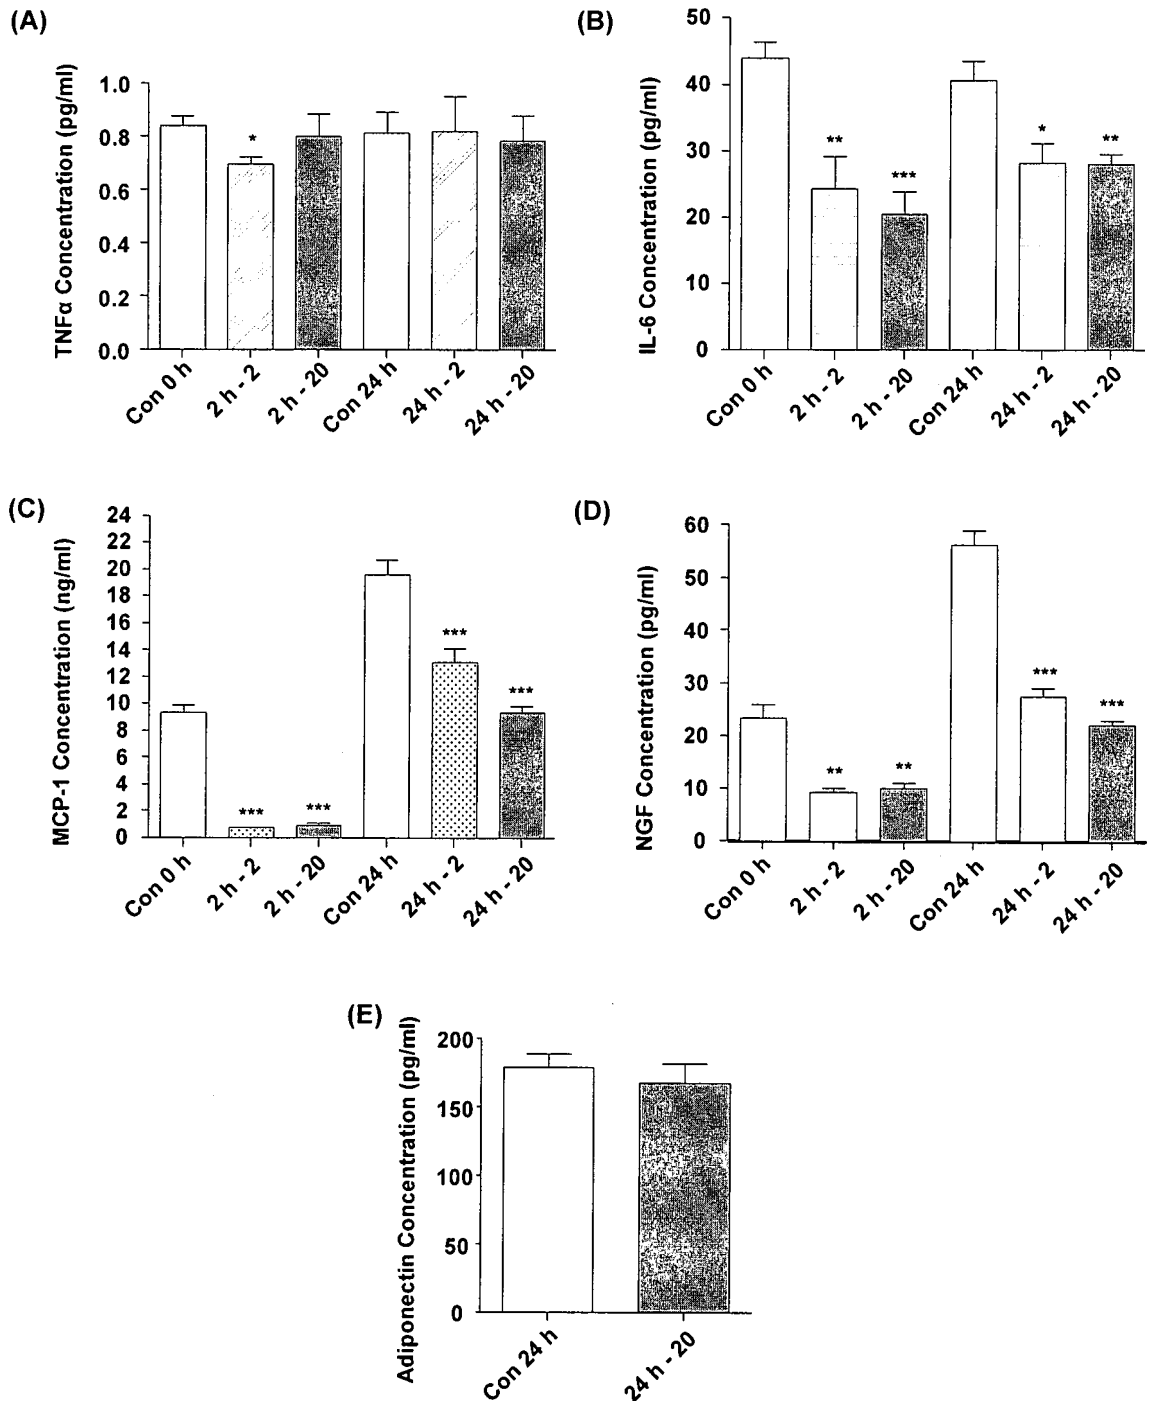 (A)
TNFα Concentration (pg/ml)
1.0
0.8
0.6
0.4
0.2
0.0
*
Con 0 h
2 h - 2
2 h - 20
Con 24 h
24 h - 2
24 h - 20
(B)
IL-6 Concentration (pg/ml)
50
40
30
20
10
0
**
***
*
**
Con 0 h
2 h - 2
2 h - 20
Con 24 h
24 h - 2
24 h - 20
(C)
MCP-1 Concentration (ng/ml)
24
22
20
18
16
14
12
10
8
6
4
2
0
***
***
***
***
Con 0 h
2 h - 2
2 h - 20
Con 24 h
24 h - 2
24 h - 20
(D)
NGF Concentration (pg/ml)
60
50
40
30
20
10
0
**
**
***
***
Con 0 h
2 h - 2
2 h - 20
Con 24 h
24 h - 2
24 h - 20
(E)
Adiponectin Concentration (pg/ml)
200
150
100
50
0
Con 24 h
24 h - 20